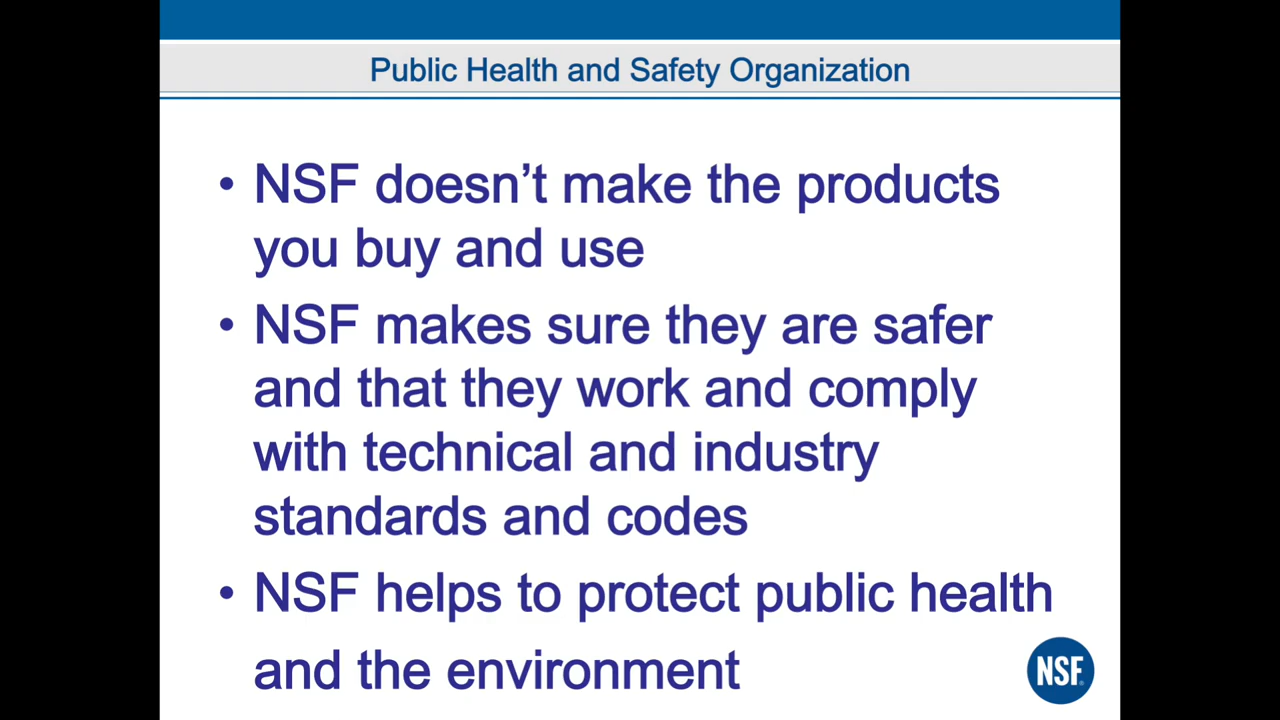 Public Health and Safety Organization
• NSF doesn’t make the products
you buy and use
• NSF makes sure they are safer
and that they work and comply
with technical and industry
standards and codes
• NSF helps to protect public health
and the environment
NSF